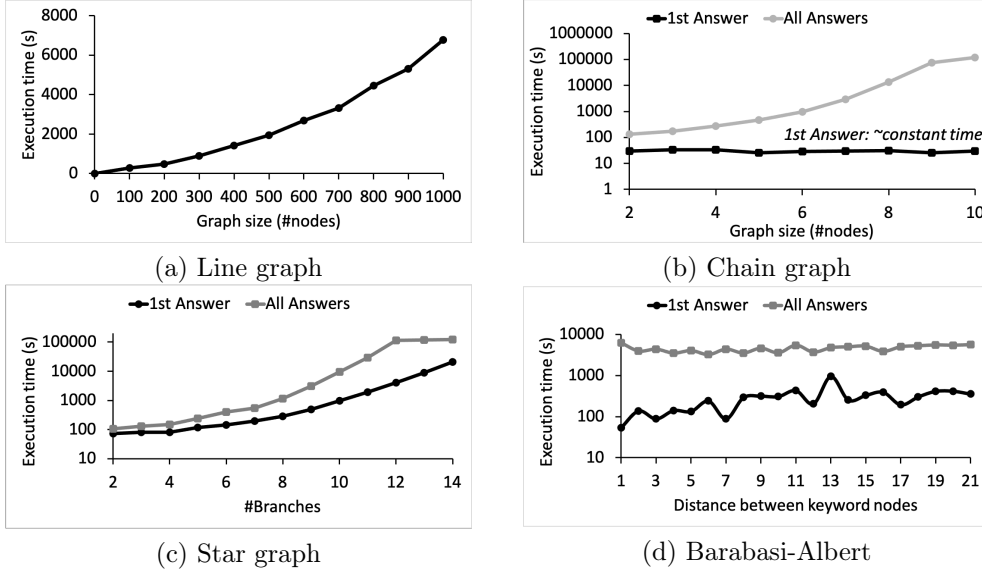 8000
6000
4000
2000
0
Execution time (s)
0 100 200 300 400 500 600 700 800 900 1000
Graph size (#nodes)
(a) Line graph
1st Answer All Answers
1000000
100000
10000
1000
100
10
1
Execution time (s)
1st Answer: ~constant time
2 4 6 8 10
Graph size (#nodes)
(b) Chain graph
1st Answer All Answers
100000
10000
1000
100
10
Execution time (s)
2 4 6 8 10 12 14
#Branches
(c) Star graph
1st Answer All Answers
10000
1000
100
10
Execution time (s)
1 3 5 7 9 11 13 15 17 19 21
Distance between keyword nodes
(d) Barabasi-Albert